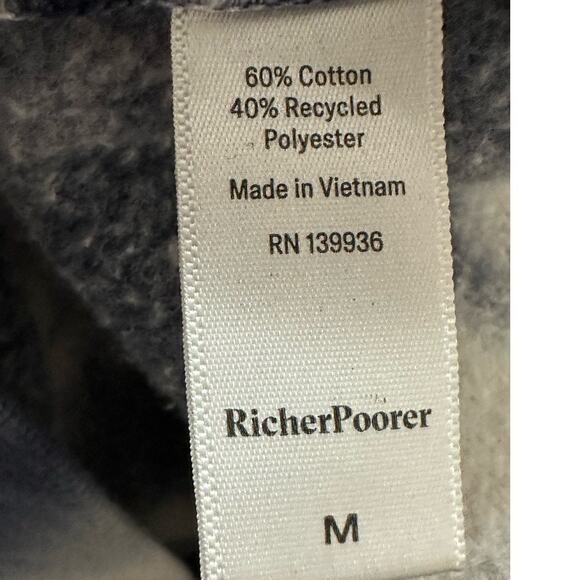 60% Cotton
40% Recycled
Polyester
Made in Vietnam
RN 139936
RicherPoorer
M